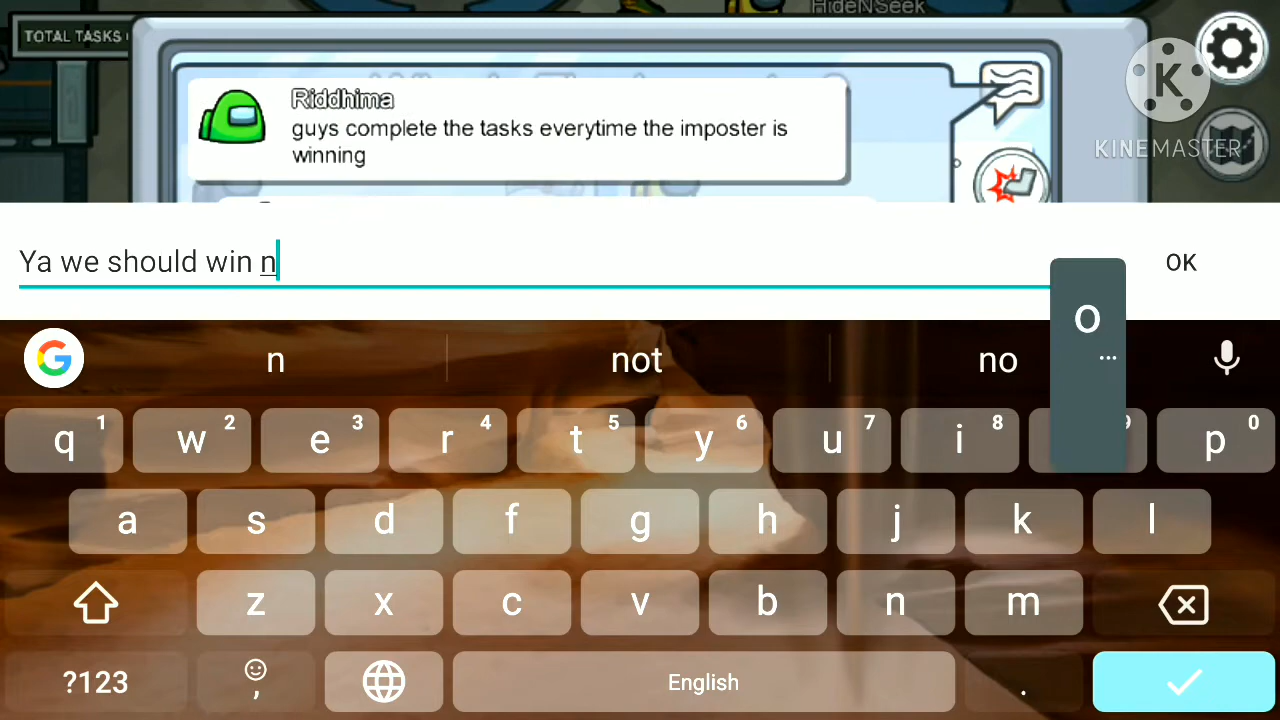 HideNSeek
TOTAL TASKS
Riddhima
guys complete the tasks everytime the imposter is
winning
K
KINEMASTER
Ya we should win n
OK
o
...
G
n
not
no
q 1 w 2 e 3 r 4 t 5 y 6 u 7 i 8 9 p 0
a s d f g h j k l
z x c v b n m
?123 , English .